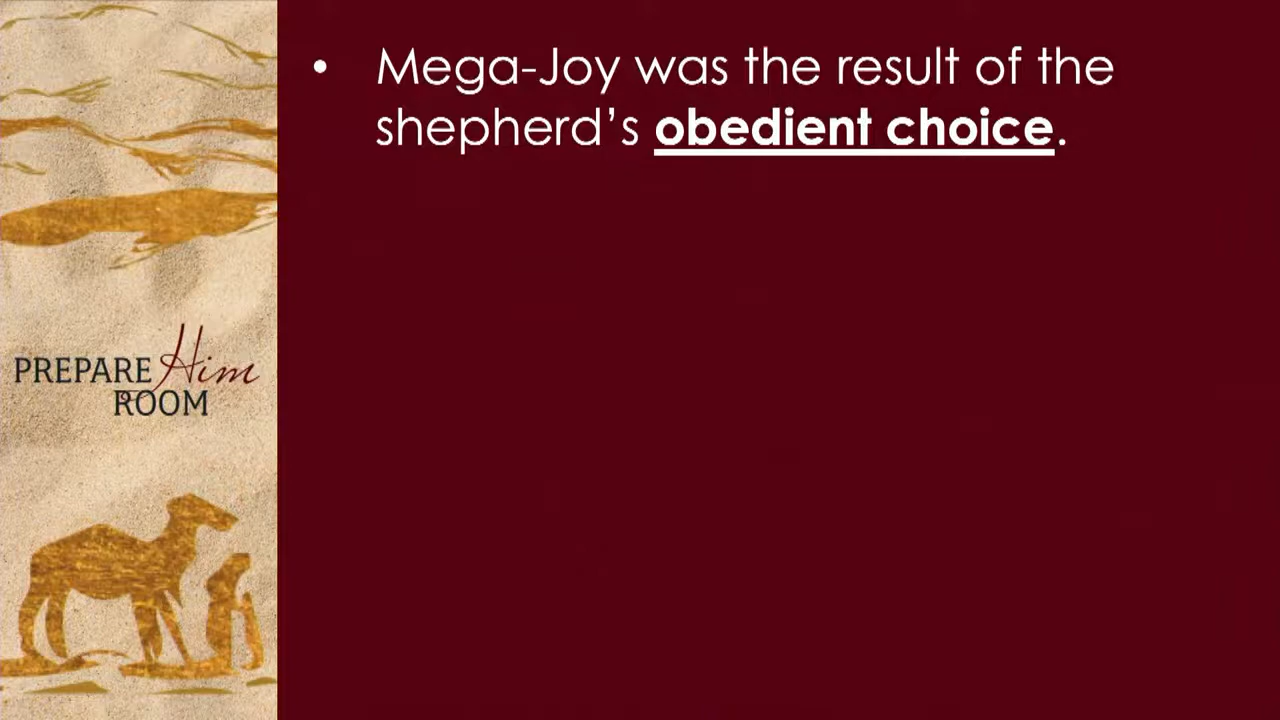 • Mega-Joy was the result of the
shepherd’s obedient choice.
PREPARE Him
ROOM